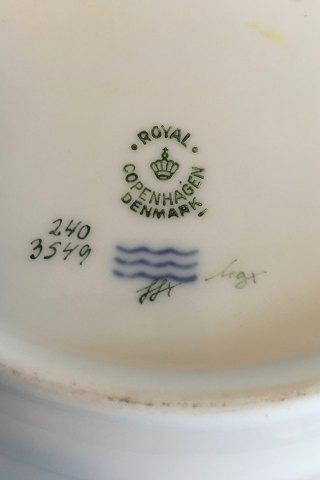 ROYAL
COPENHAGEN
DENMARK
240
3549